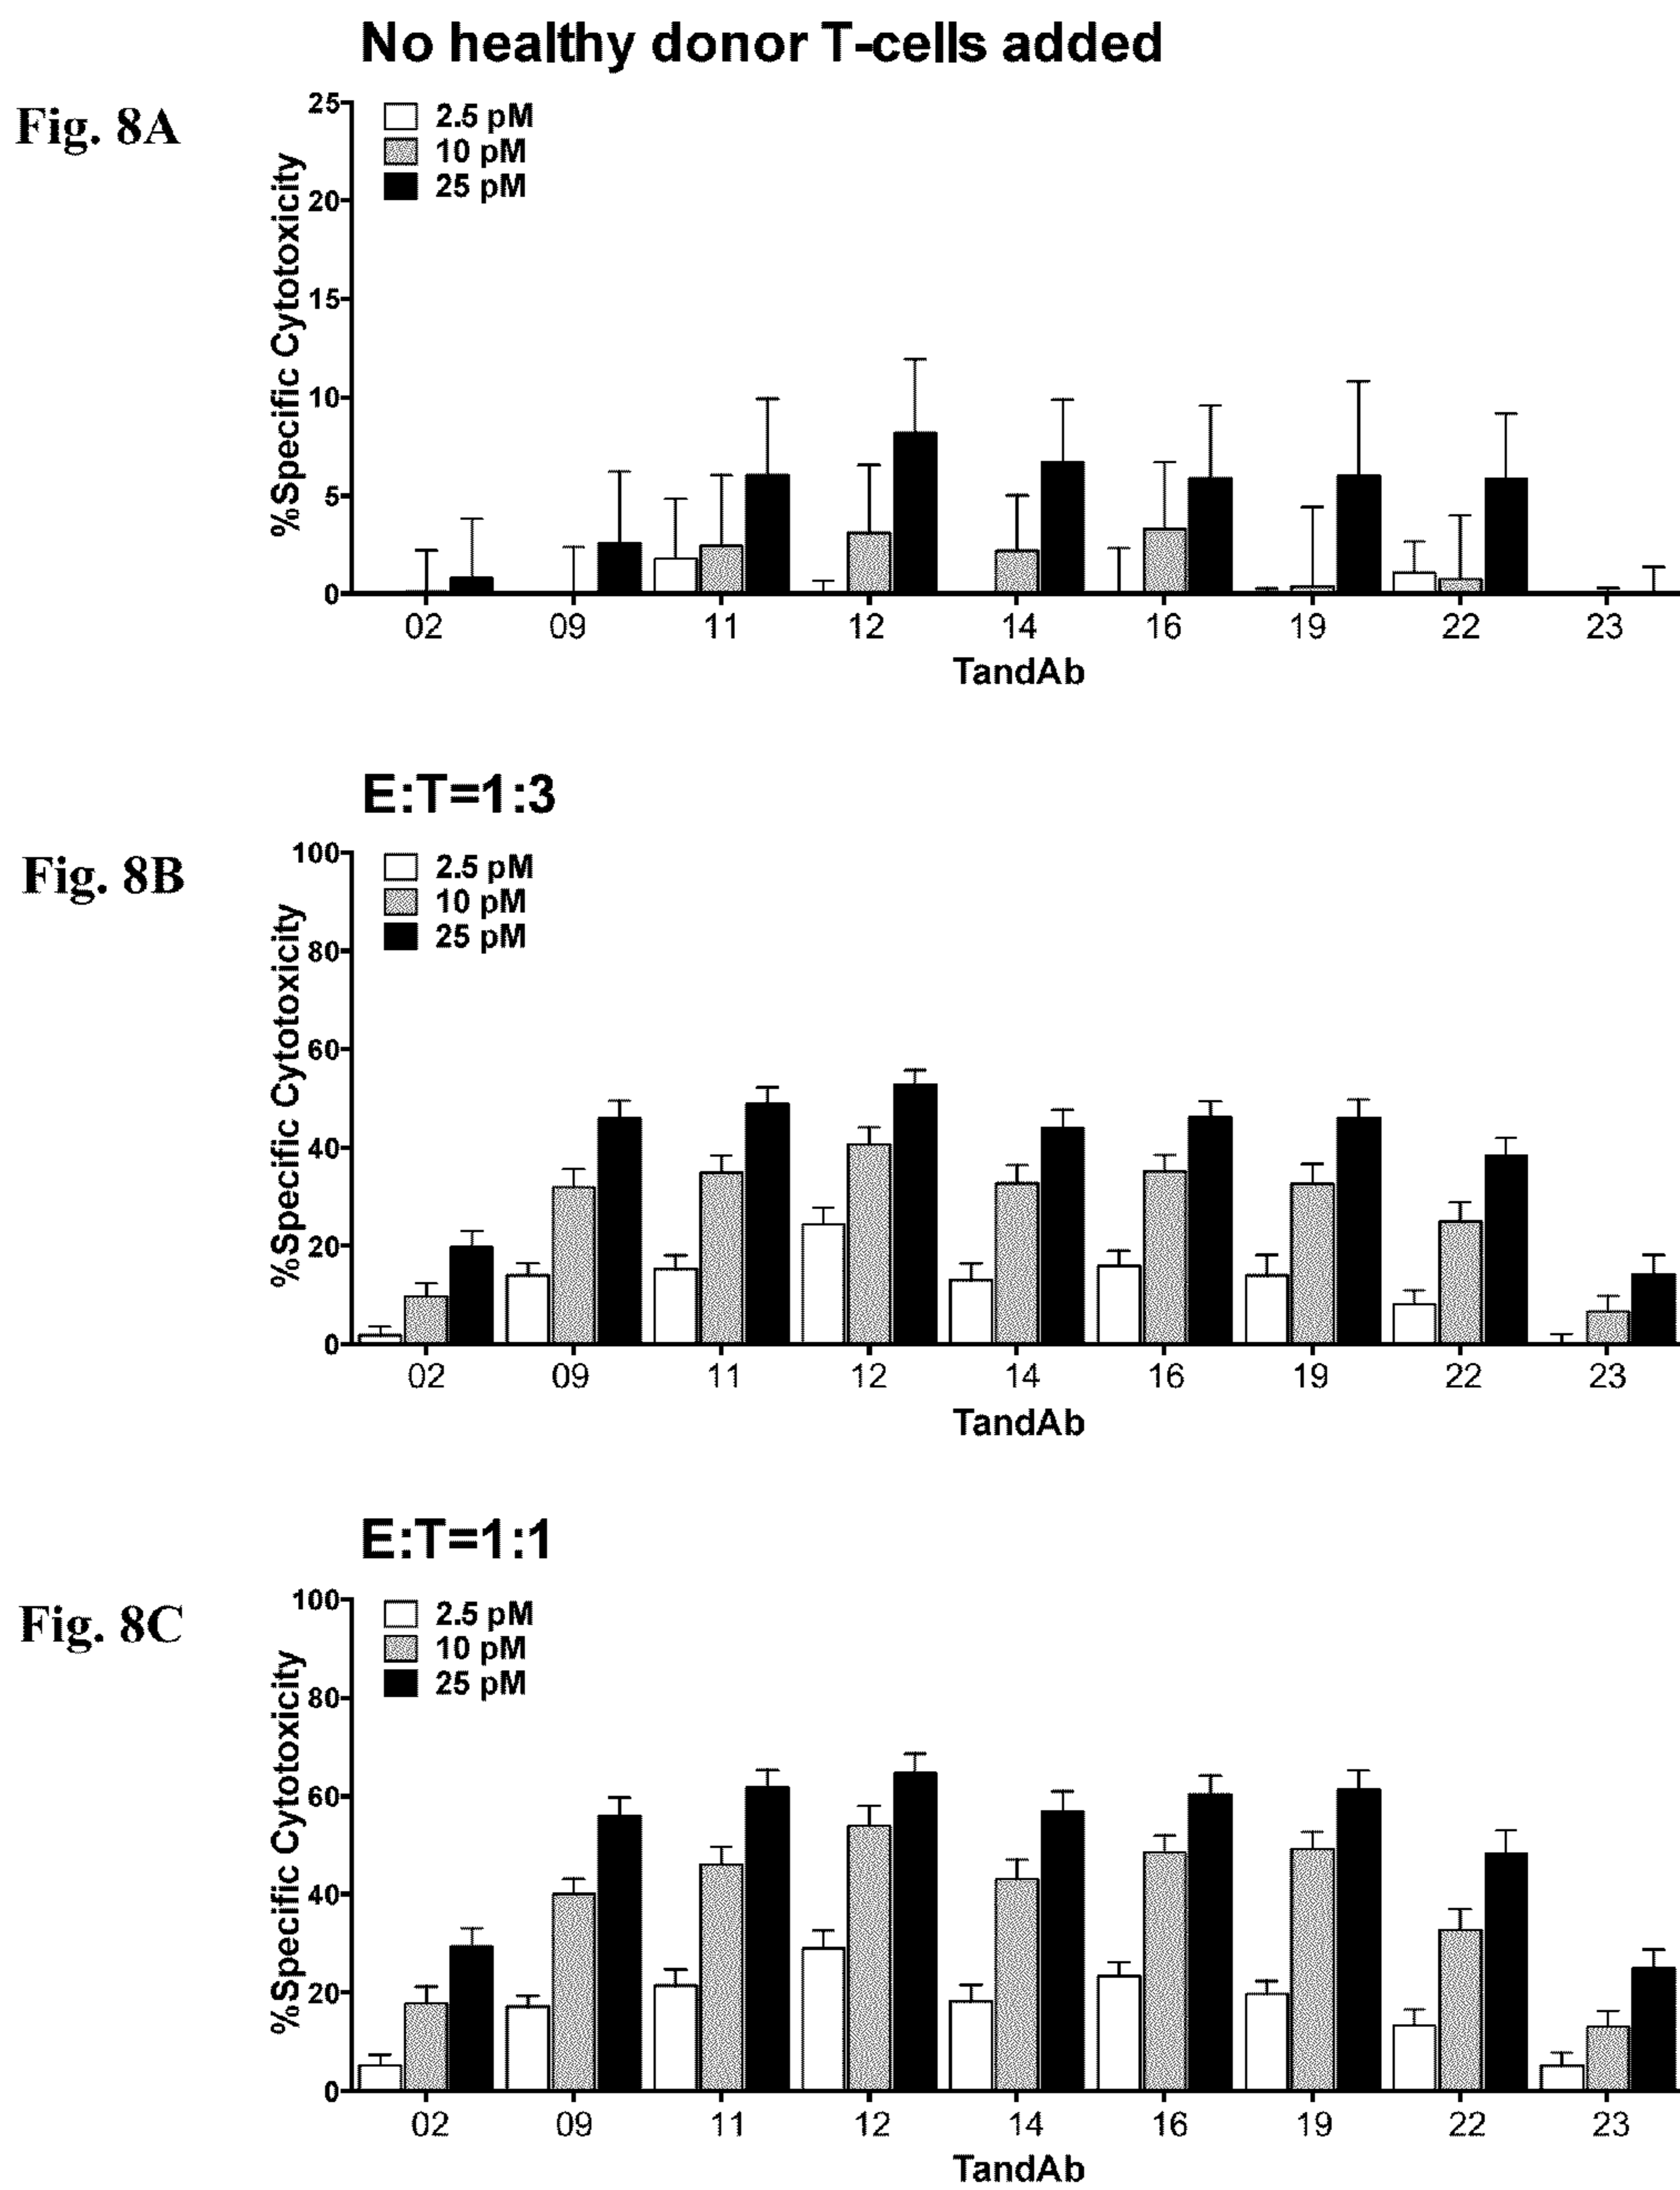 No healthy donor T-cells added
Fig. 8A
25
2.5 pM
10 pM
25 pM
20
15
10
5
0
%Specific Cytotoxicity
02 09 11 12 14 16 19 22 23
TandAb
E:T=1:3
Fig. 8B
100
2.5 pM
10 pM
25 pM
80
60
40
20
0
%Specific Cytotoxicity
02 09 11 12 14 16 19 22 23
TandAb
E:T=1:1
Fig. 8C
100
2.5 pM
10 pM
25 pM
80
60
40
20
0
%Specific Cytotoxicity
02 09 11 12 14 16 19 22 23
TandAb